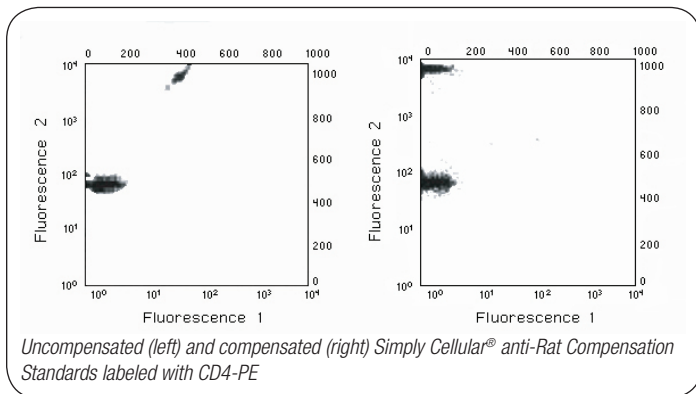 0 200 400 600 800 1000
10⁴
10³
10²
10¹
10⁰
Fluorescence 2
1000
800
600
400
200
0
10⁰ 10¹ 10² 10³ 10⁴
Fluorescence 1
0 200 400 600 800 1000
10⁴
10³
10²
10¹
10⁰
Fluorescence 2
1000
800
600
400
200
0
10⁰ 10¹ 10² 10³ 10⁴
Fluorescence 1
Uncompensated (left) and compensated (right) Simply Cellular® anti-Rat Compensation
Standards labeled with CD4-PE